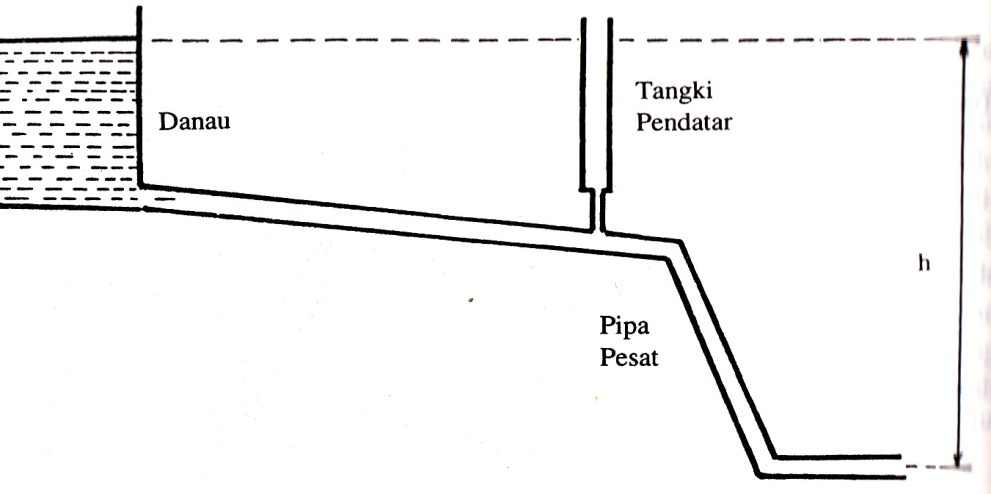 Danau
Tangki
Pendatar
h
Pipa
Pesat